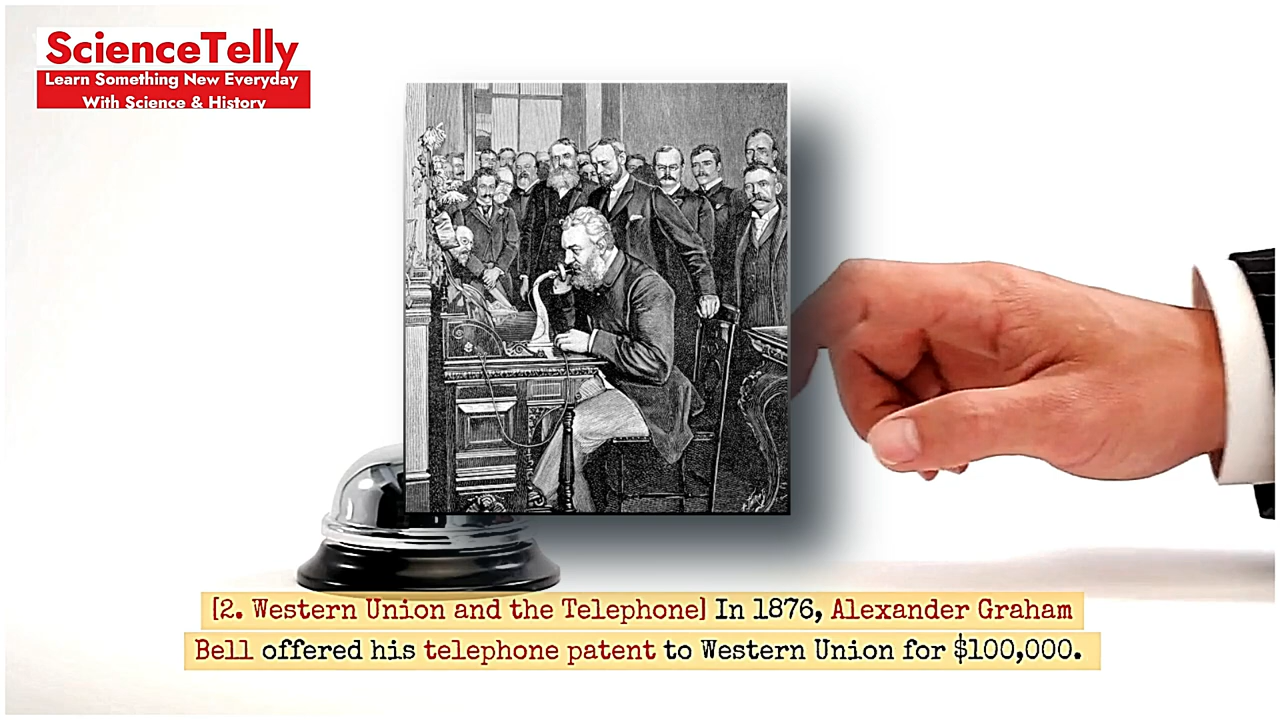 ScienceTelly
Learn Something New Everyday
With Science & History
[2. Western Union and the Telephone] In 1876, Alexander Graham
Bell offered his telephone patent to Western Union for $100,000.